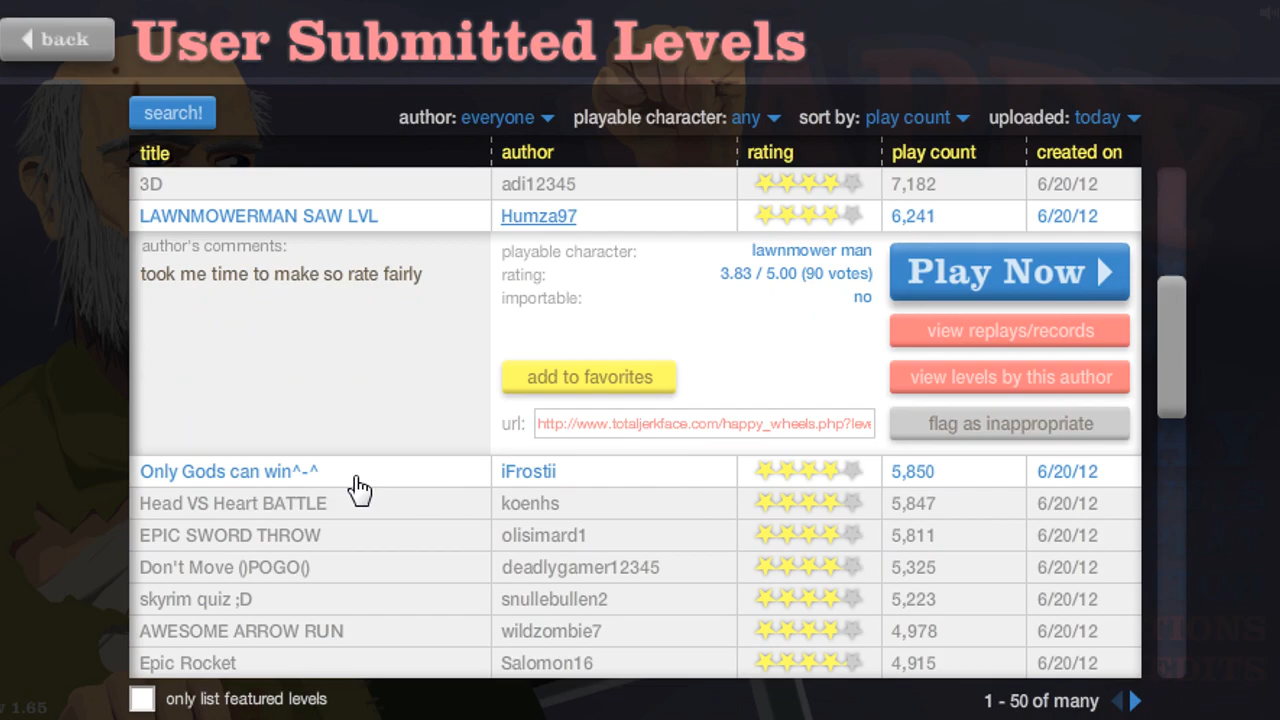 back
User Submitted Levels
search!
author: everyone
playable character: any
sort by: play count
uploaded: today
title author rating play count created on
3D adi12345 7,182 6/20/12
LAWNMOWERMAN SAW LVL Humza97 6,241 6/20/12
author's comments:
took me time to make so rate fairly
playable character: lawnmower man
rating: 3.83 / 5.00 (90 votes)
importable: no
Play Now
view replays/records
add to favorites
view levels by this author
url: http://www.totaljerkface.com/happy_wheels.php?leve
flag as inappropriate
Only Gods can win^-^ iFrostii 5,850 6/20/12
Head VS Heart BATTLE koenhs 5,847 6/20/12
EPIC SWORD THROW olisimard1 5,811 6/20/12
Don't Move ()POGO() deadlygamer12345 5,325 6/20/12
skyrim quiz ;D snullebullen2 5,223 6/20/12
AWESOME ARROW RUN wildzombie7 4,978 6/20/12
Epic Rocket Salomon16 4,915 6/20/12
only list featured levels
1 - 50 of many
v 1.65